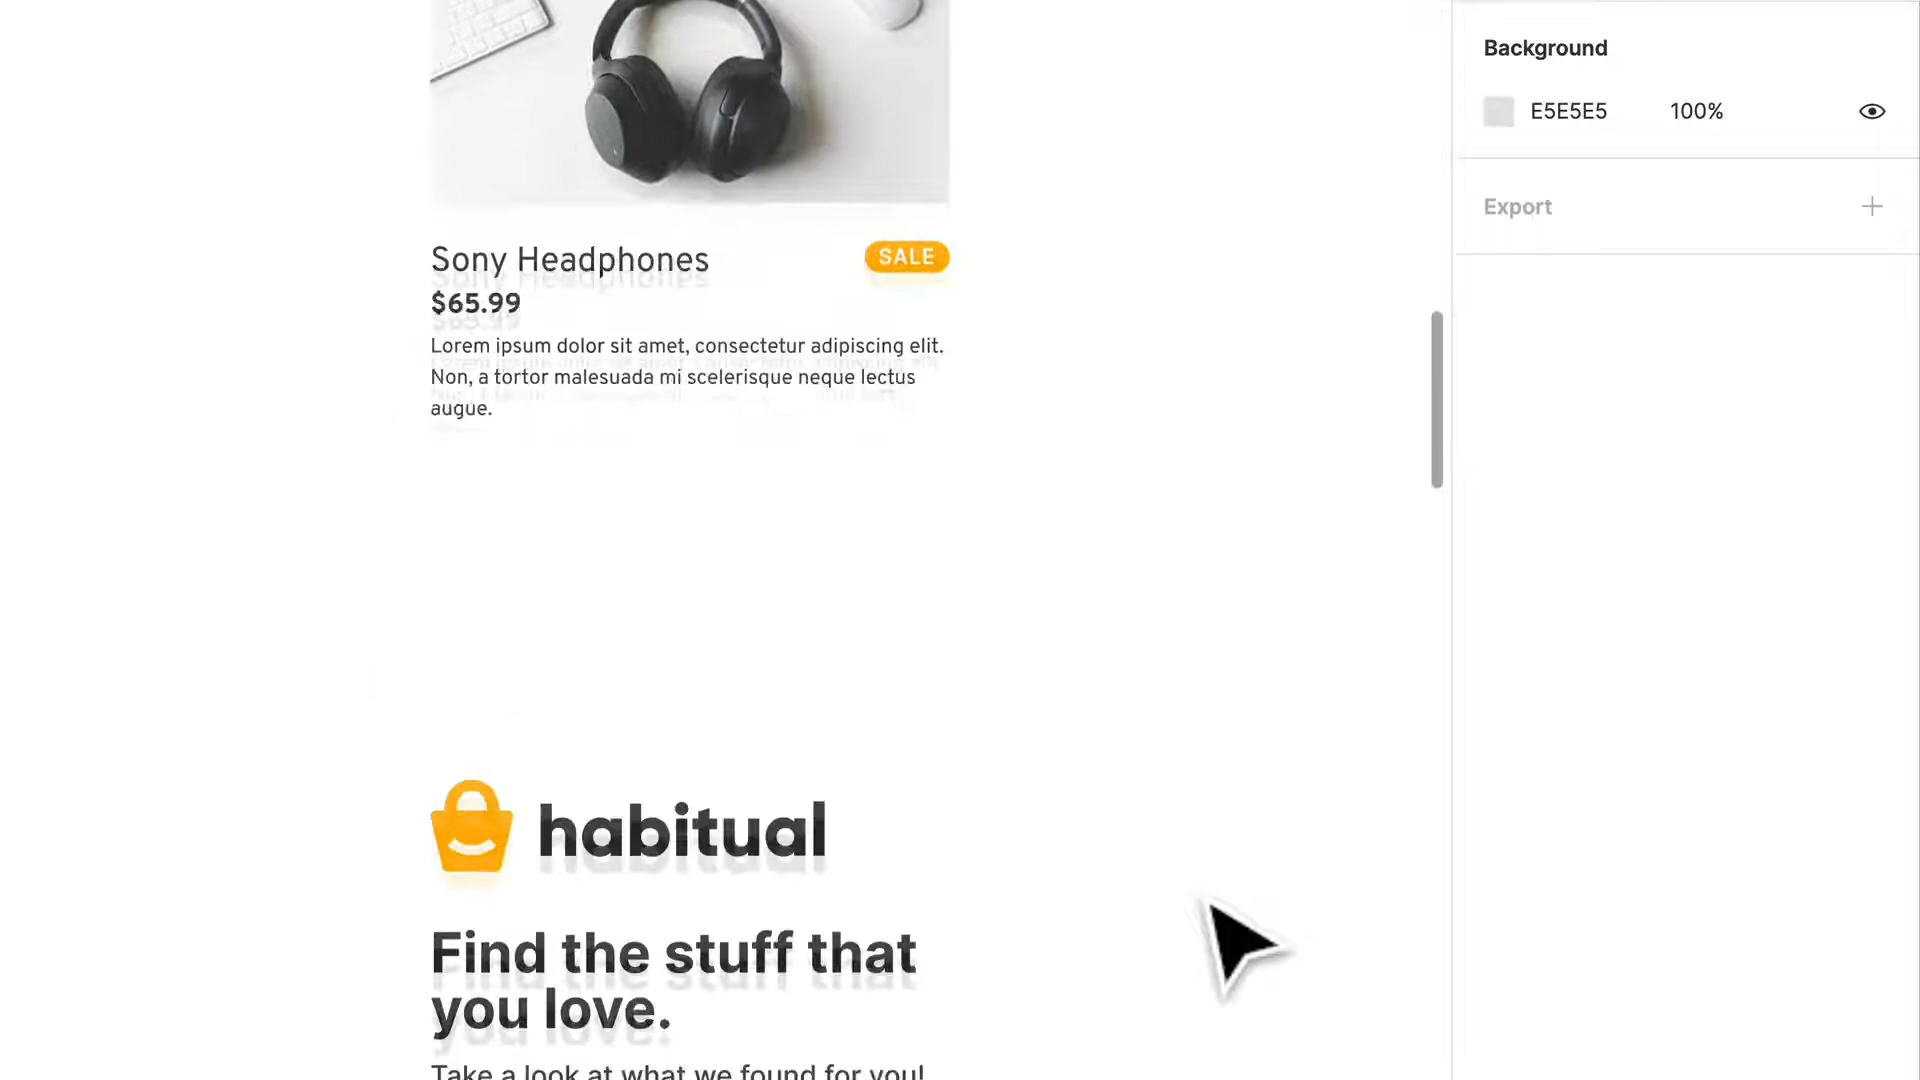 Background
E5E5E5 100%
Export
Sony Headphones SALE
$65.99
Lorem ipsum dolor sit amet, consectetur adipiscing elit.
Non, a tortor malesuada mi scelerisque neque lectus
augue.
habitual
Find the stuff that
you love.
Take a look at what we found for you!